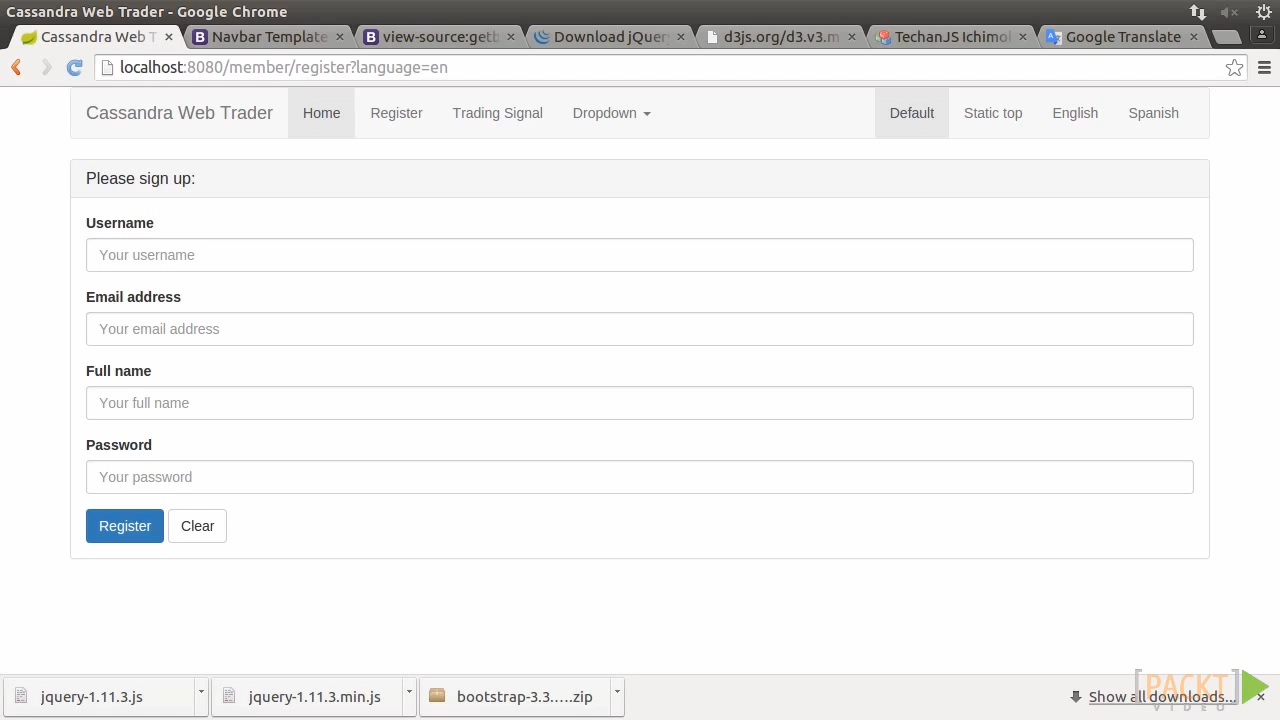 Cassandra Web Trader - Google Chrome
Cassandra Web T
Navbar Template
view-source:getb
Download jQuery
d3js.org/d3.v3.m
TechanJS Ichimo
Google Translate
localhost:8080/member/register?language=en
Cassandra Web Trader Home Register Trading Signal Dropdown Default Static top English Spanish
Please sign up:
Username
Your username
Email address
Your email address
Full name
Your full name
Password
Your password
Register Clear
jquery-1.11.3.js jquery-1.11.3.min.js bootstrap-3.3.....zip Show all downloads...
[PACKT]
VIDEO